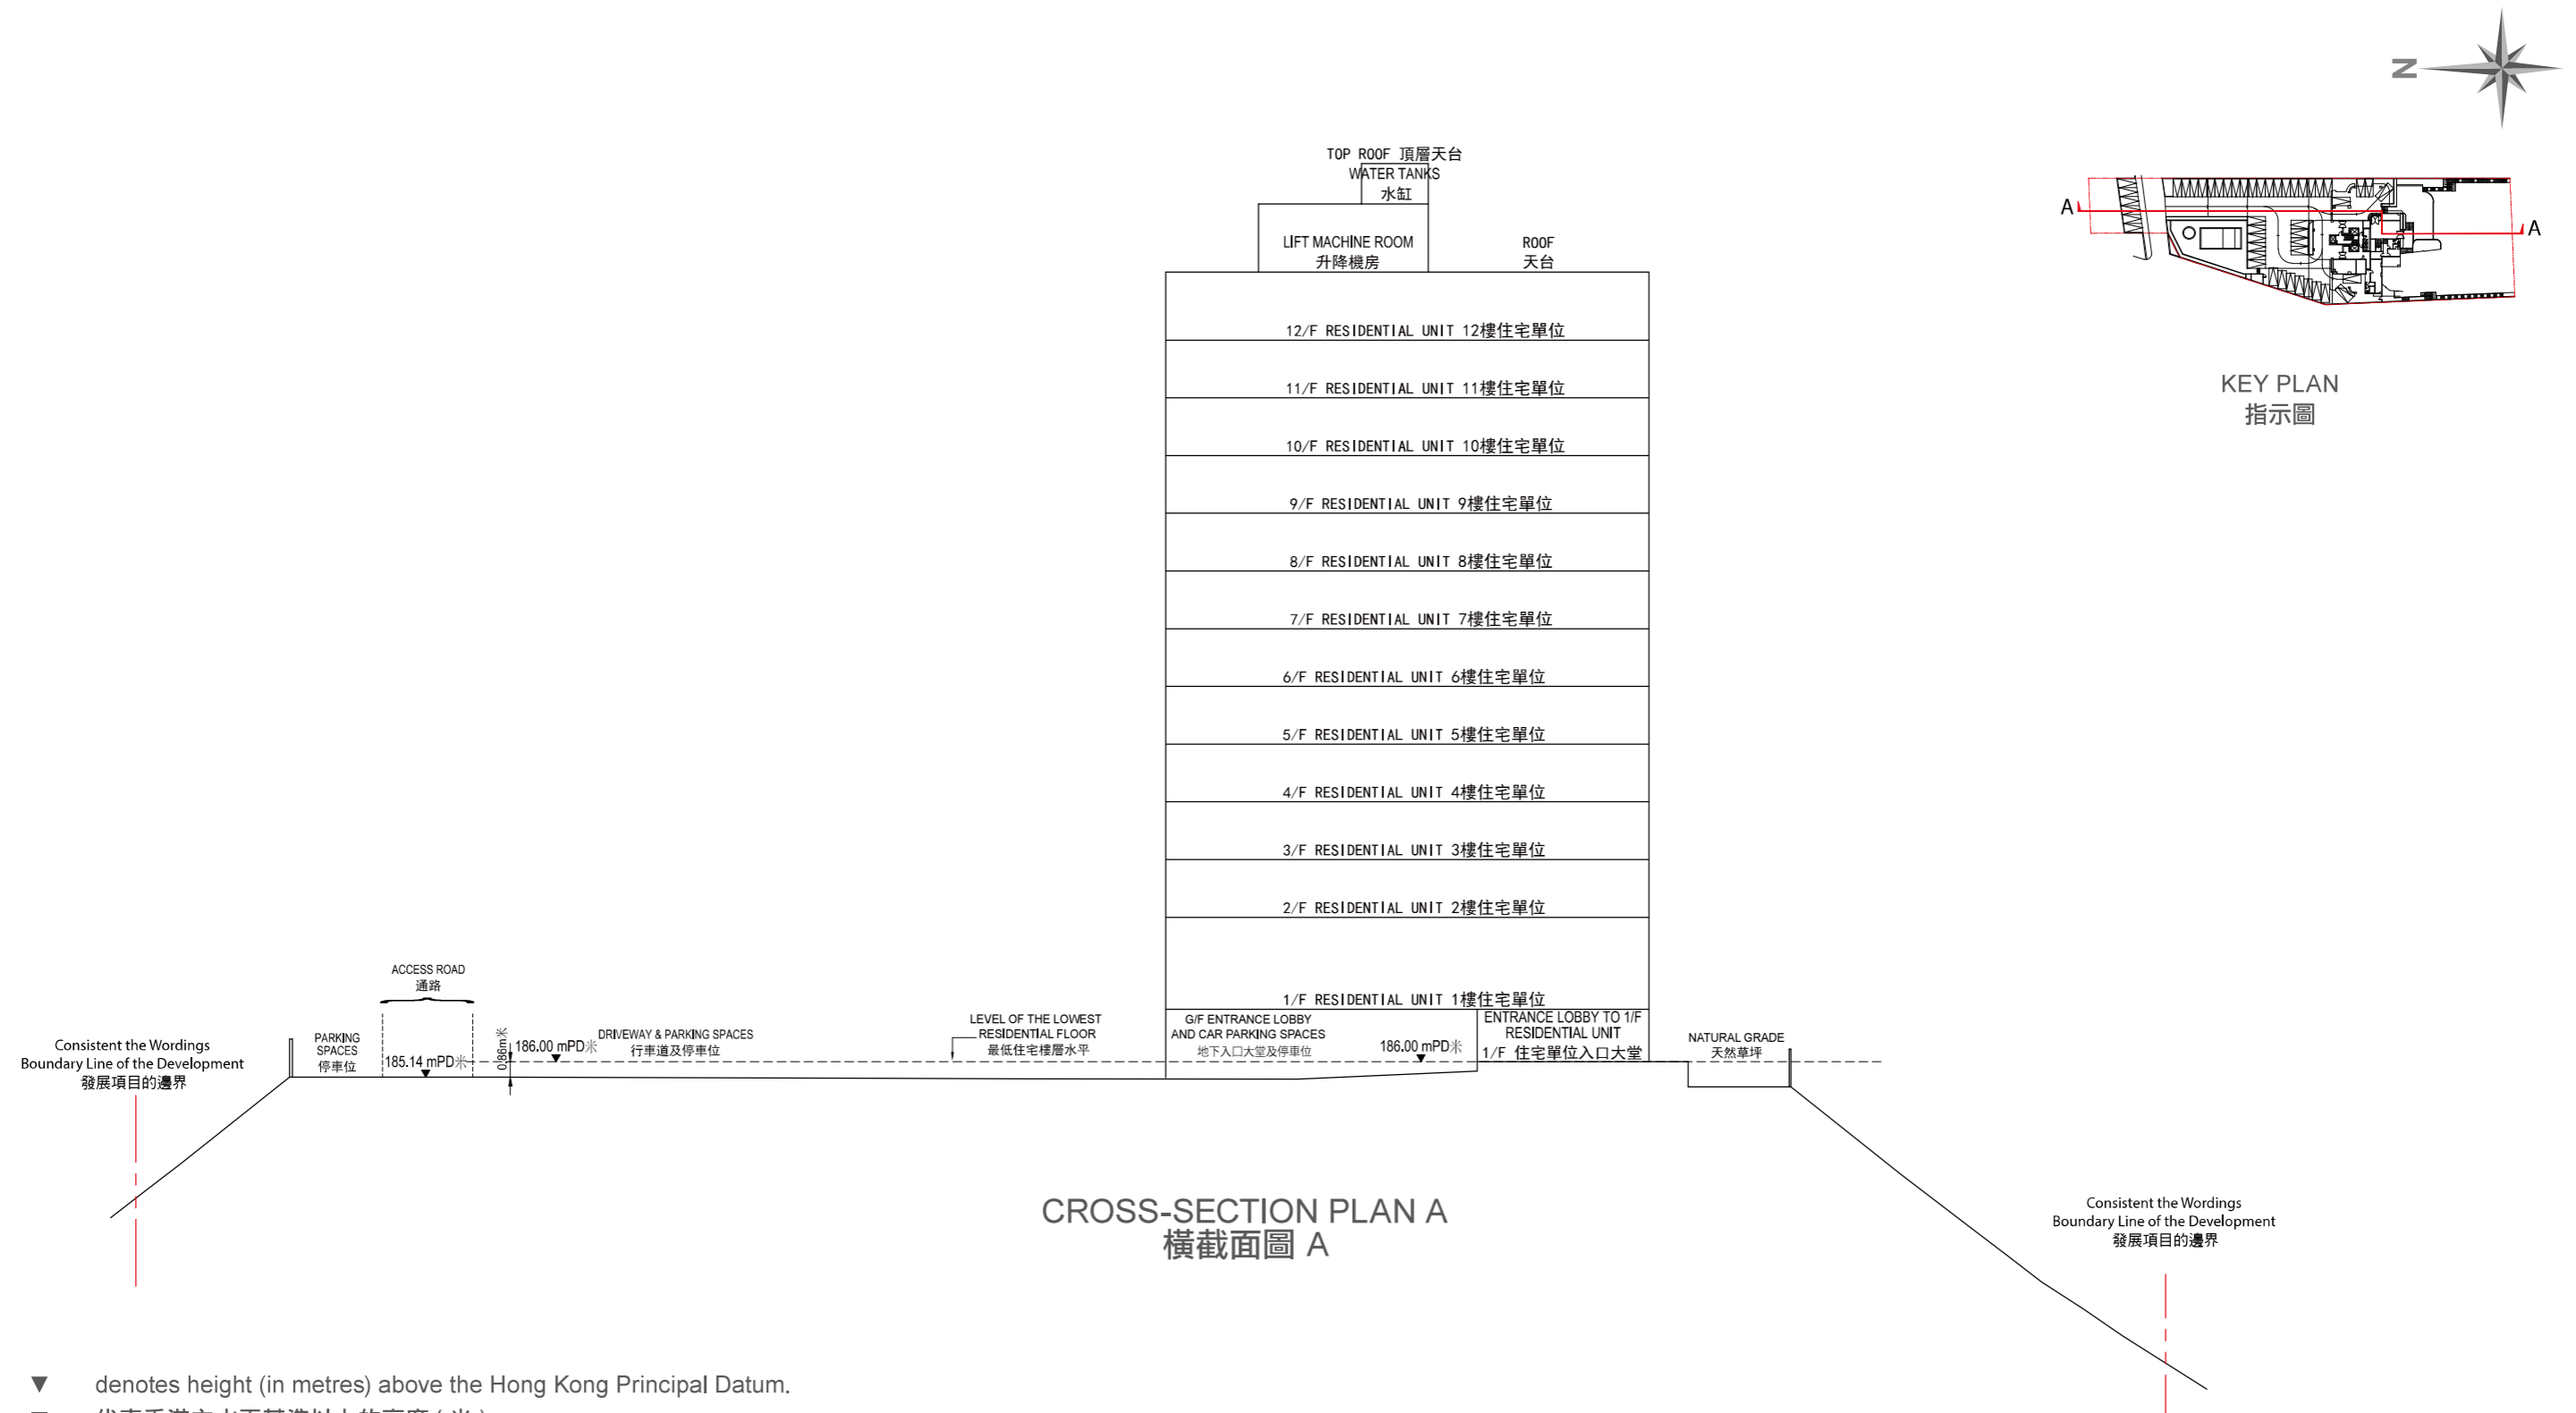 N
TOP ROOF 頂層天台
WATER TANKS
水缸
LIFT MACHINE ROOM
升降機房
ROOF
天台
A
A
KEY PLAN
指示圖
12/F RESIDENTIAL UNIT 12樓住宅單位
11/F RESIDENTIAL UNIT 11樓住宅單位
10/F RESIDENTIAL UNIT 10樓住宅單位
9/F RESIDENTIAL UNIT 9樓住宅單位
8/F RESIDENTIAL UNIT 8樓住宅單位
7/F RESIDENTIAL UNIT 7樓住宅單位
6/F RESIDENTIAL UNIT 6樓住宅單位
5/F RESIDENTIAL UNIT 5樓住宅單位
4/F RESIDENTIAL UNIT 4樓住宅單位
3/F RESIDENTIAL UNIT 3樓住宅單位
2/F RESIDENTIAL UNIT 2樓住宅單位
1/F RESIDENTIAL UNIT 1樓住宅單位
Consistent the Wordings
Boundary Line of the Development
發展項目的邊界
PARKING
SPACES
停車位
ACCESS ROAD
通路
185.14 mPD米
0.86m米
186.00 mPD米
DRIVEWAY & PARKING SPACES
行車道及停車位
LEVEL OF THE LOWEST
RESIDENTIAL FLOOR
最低住宅樓層水平
G/F ENTRANCE LOBBY
AND CAR PARKING SPACES
地下入口大堂及停車位
186.00 mPD米
ENTRANCE LOBBY TO 1/F
RESIDENTIAL UNIT
1/F 住宅單位入口大堂
NATURAL GRADE
天然草坪
Consistent the Wordings
Boundary Line of the Development
發展項目的邊界
CROSS-SECTION PLAN A
橫截面圖 A
▼ denotes height (in metres) above the Hong Kong Principal Datum.